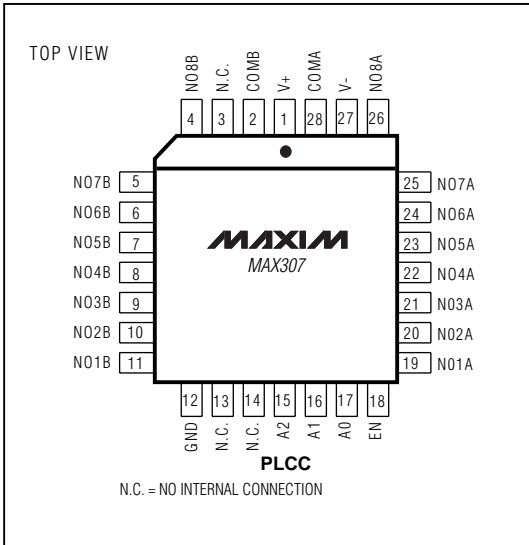 TOP VIEW
NO8B
N.C.
COMB
V+
COMA
V-
NO8A
4 3 2 1 28 27 26
NO7B 5
NO6B 6
NO5B 7
NO4B 8
NO3B 9
NO2B 10
NO1B 11
MAXIM
MAX307
25 NO7A
24 NO6A
23 NO5A
22 NO4A
21 NO3A
20 NO2A
19 NO1A
12 13 14 15 16 17 18
GND
N.C.
N.C.
A2
A1
A0
EN
PLCC
N.C. = NO INTERNAL CONNECTION